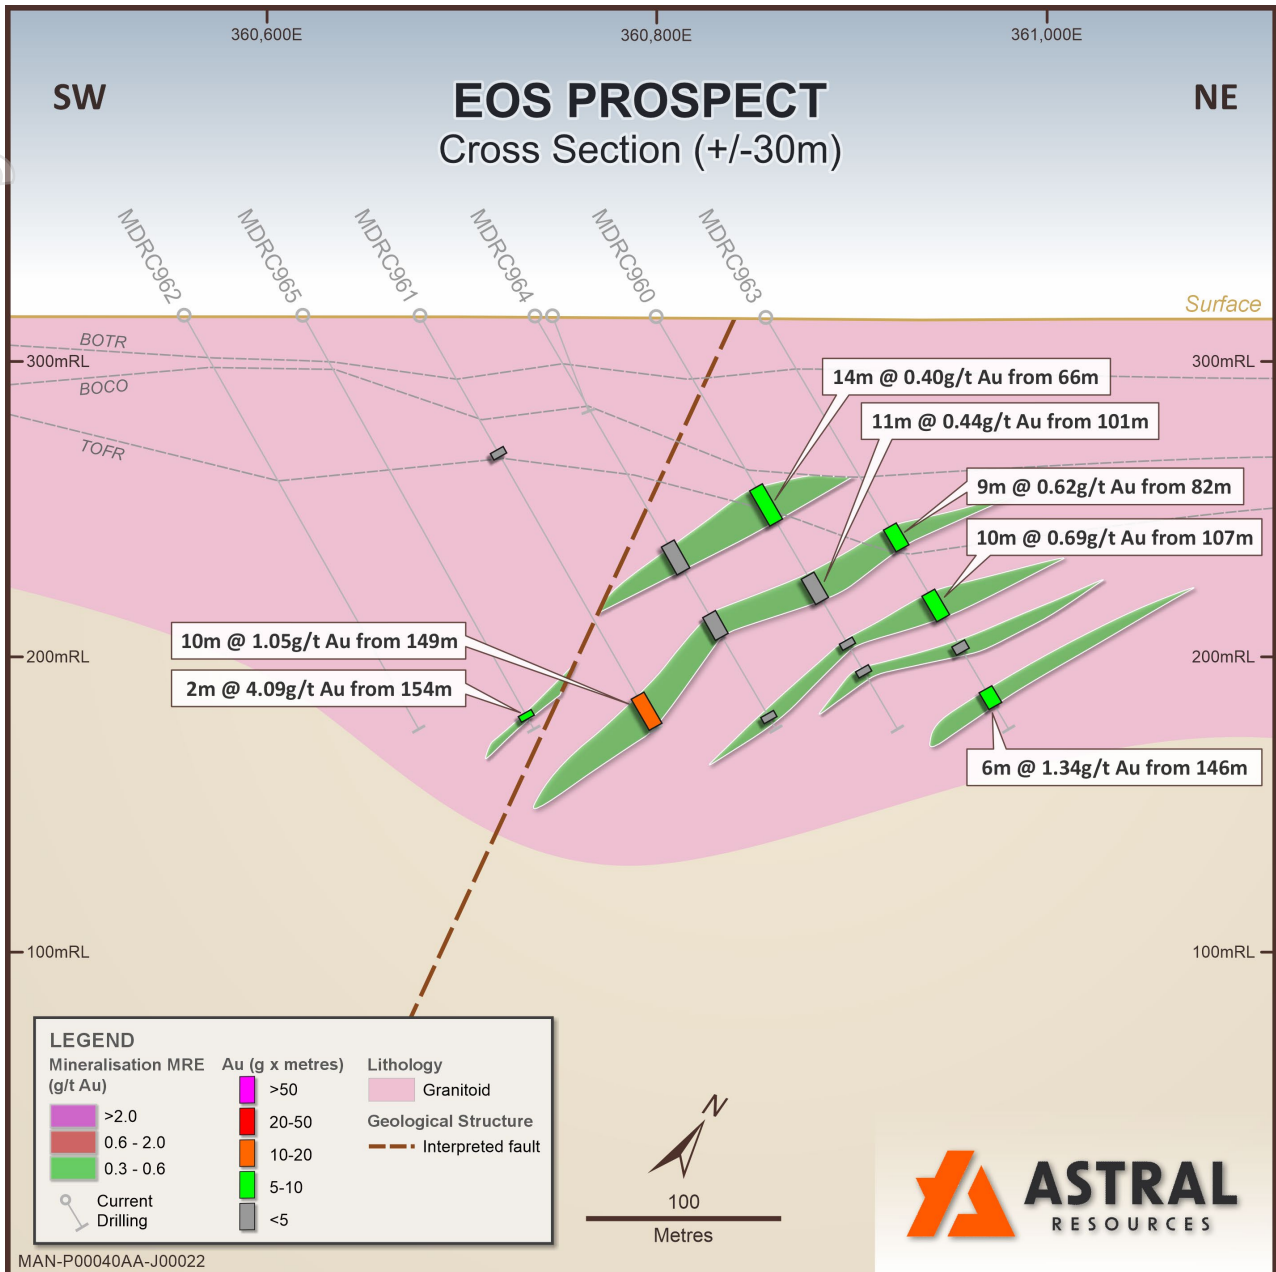 360,600E
360,800E
361,000E
SW
EOS PROSPECT
NE
Cross Section (+/-30m)
MDRC962
MDRC965
MDRC961
MDRC964
MDRC960
MDRC963
Surface
BOTR
300mRL
300mRL
BOCO
TOFR
14m @ 0.40g/t Au from 66m
11m @ 0.44g/t Au from 101m
9m @ 0.62g/t Au from 82m
10m @ 0.69g/t Au from 107m
10m @ 1.05g/t Au from 149m
200mRL
200mRL
2m @ 4.09g/t Au from 154m
6m @ 1.34g/t Au from 146m
100mRL
100mRL
LEGEND
Mineralisation MRE
(g/t Au)
>2.0
0.6 - 2.0
0.3 - 0.6
Current
Drilling
Au (g x metres)
>50
20-50
10-20
5-10
<5
Lithology
Granitoid
Geological Structure
Interpreted fault
N
100
Metres
ASTRAL
RESOURCES
MAN-P00040AA-J00022